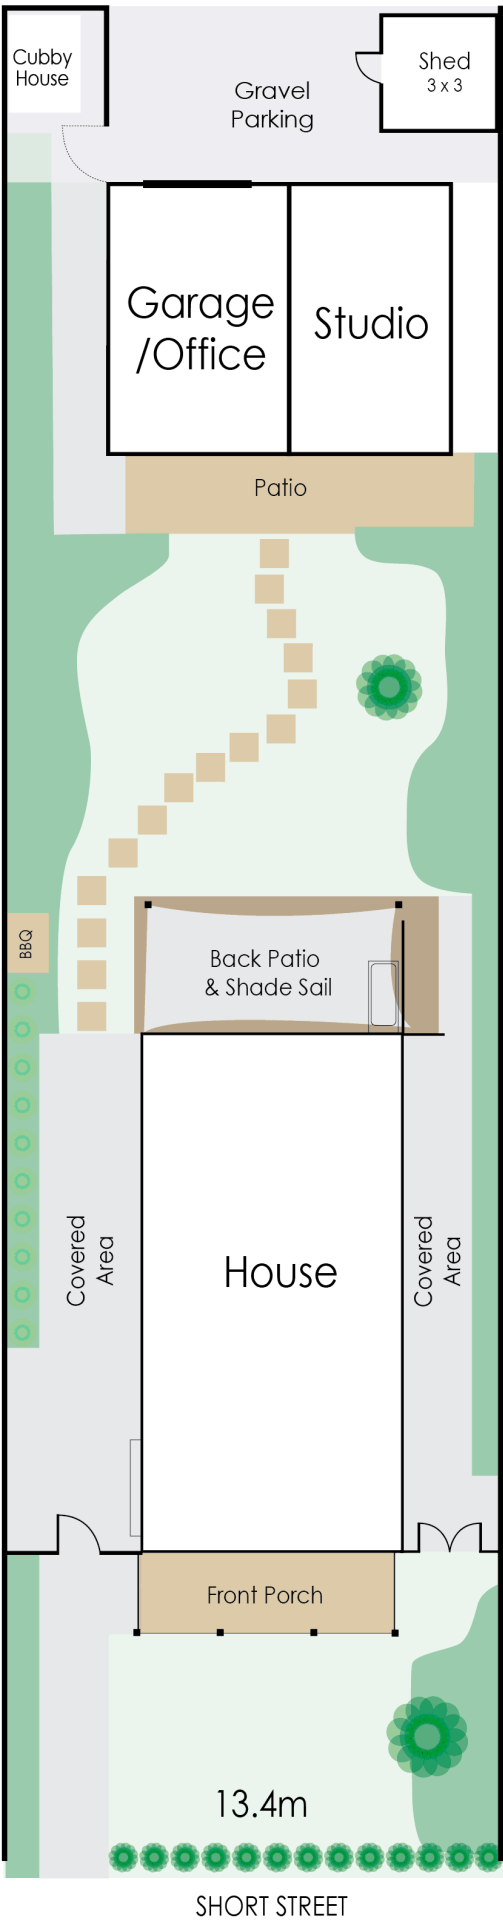 Cubby
House
Shed
3 x 3
Gravel
Parking
Garage
/Office
Studio
Patio
BBQ
Back Patio
& Shade Sail
Covered
Area
House
Covered
Area
Front Porch
13.4m
SHORT STREET